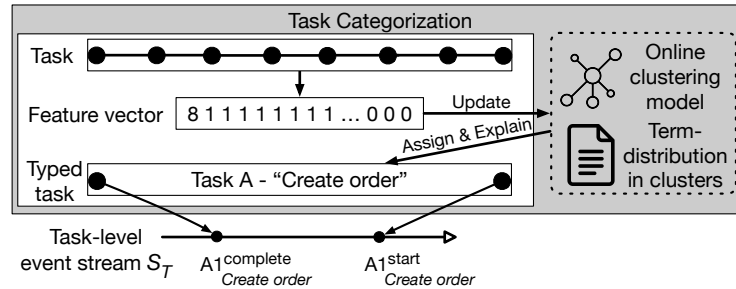 Task Categorization
Task
Feature vector
8 1 1 1 1 1 1 1 1 1 ... 0 0 0
Update
Assign & Explain
Online
clustering
model
Term-
distribution
in clusters
Typed
task
Task A - “Create order”
Task-level
event stream S_T
A1^complete
Create order
A1^start
Create order